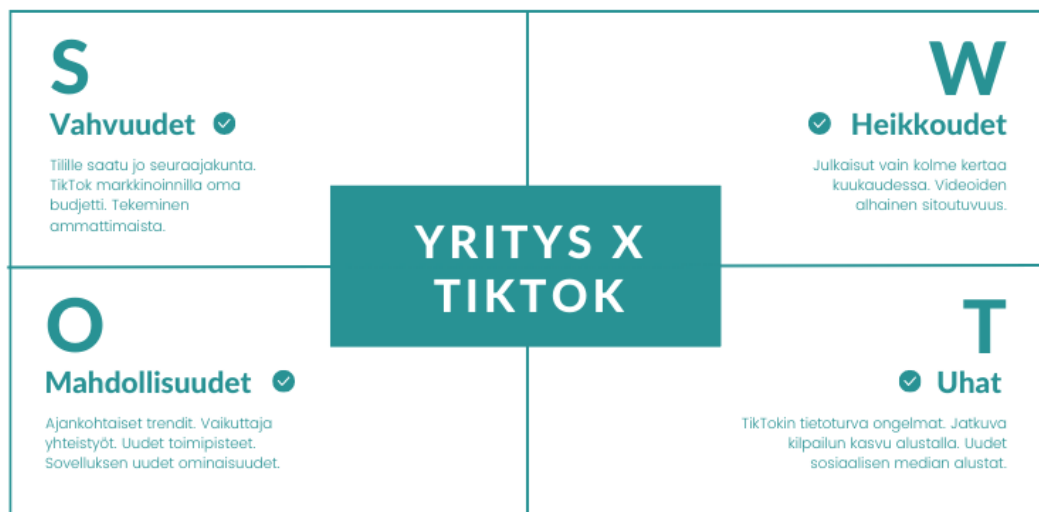 S
Vahvuudet
Tilille saatu jo seuraajakunta.
TikTok markkinoinnilla oma
budjetti. Tekeminen
ammattimaista.
W
Heikkoudet
Julkaisut vain kolme kertaa
kuukaudessa. Videoiden
alhainen sitoutuvuus.
YRITYS X
TIKTOK
O
Mahdollisuudet
Ajankohtaiset trendit. Vaikuttaja
yhteistyöt. Uudet toimipisteet.
Sovelluksen uudet ominaisuudet.
T
Uhat
TikTokin tietoturva ongelmat. Jatkuva
kilpailun kasvu alustalla. Uudet
sosiaalisen median alustat.